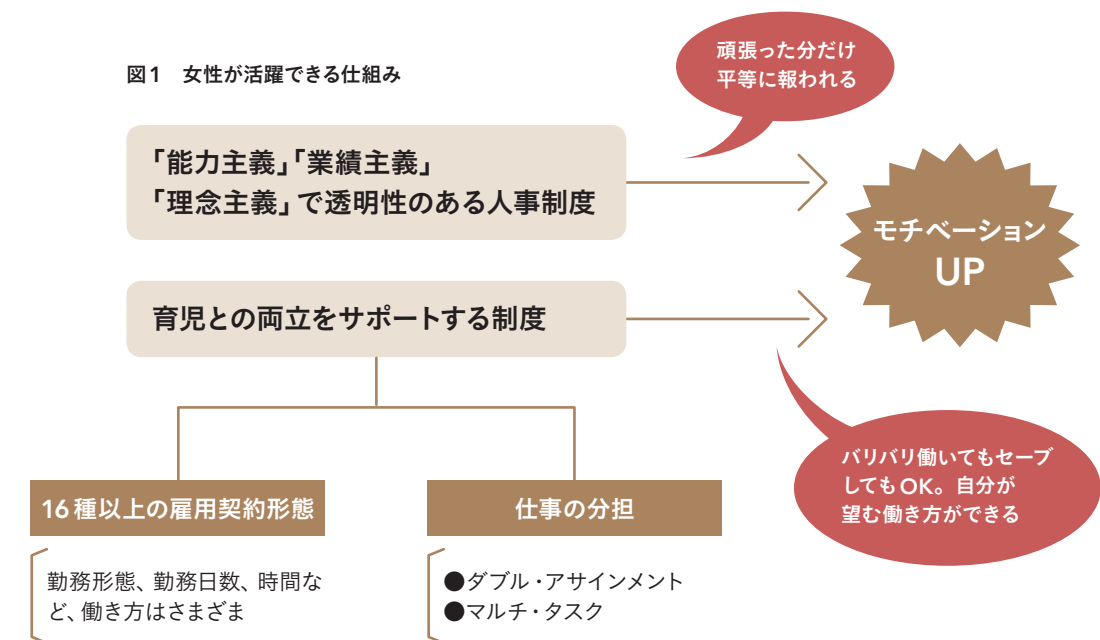 図1 女性が活躍できる仕組み
頑張った分だけ
平等に報われる
「能力主義」「業績主義」
「理念主義」で透明性のある人事制度
モチベーション
UP
育児との両立をサポートする制度
バリバリ働いてもセーブ
してもOK。自分が
望む働き方ができる
16種以上の雇用契約形態
勤務形態、勤務日数、時間な
ど、働き方はさまざま
仕事の分担
●ダブル・アサインメント
●マルチ・タスク